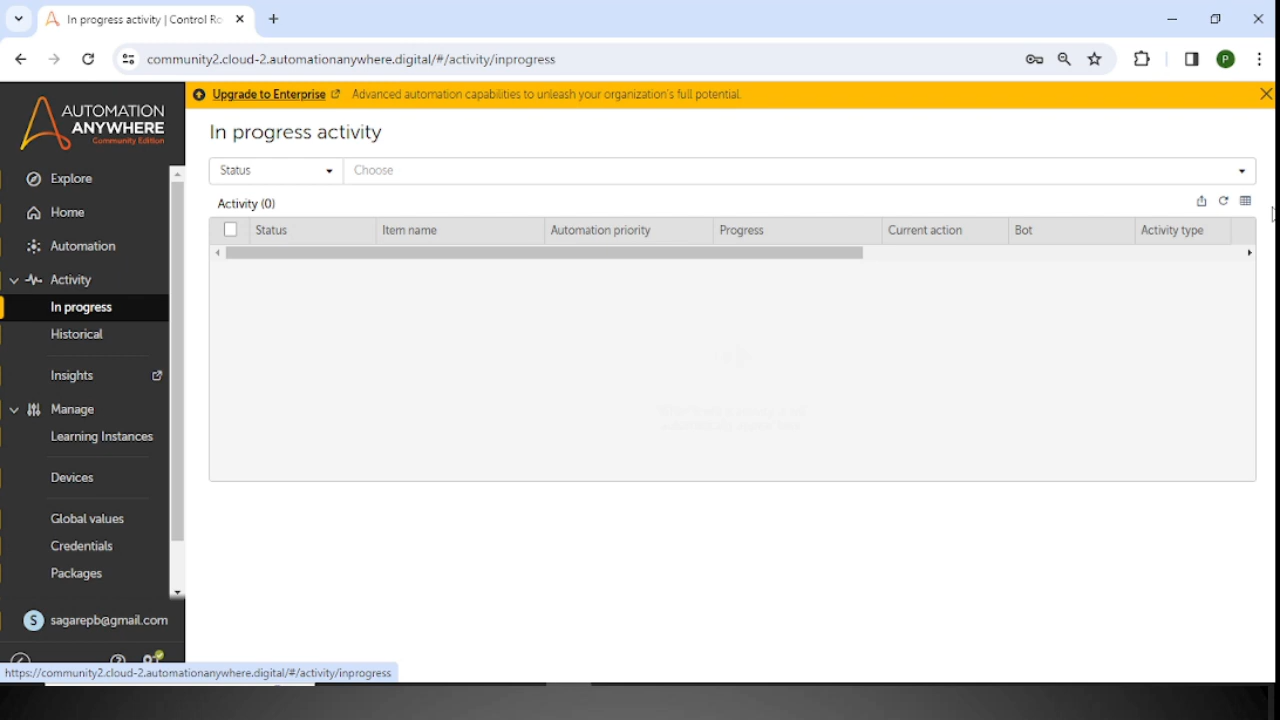 In progress activity | Control Ro
community2.cloud-2.automationanywhere.digital/#/activity/inprogress
P
AUTOMATION
ANYWHERE
Community Edition
Upgrade to Enterprise Advanced automation capabilities to unleash your organization's full potential.
In progress activity
Status
Choose
Activity (0)
Status Item name Automation priority Progress Current action Bot Activity type
Explore
Home
Automation
Activity
In progress
Historical
Insights
Manage
Learning Instances
Devices
Global values
Credentials
Packages
S sagarepb@gmail.com
https://community2.cloud-2.automationanywhere.digital/#/activity/inprogress